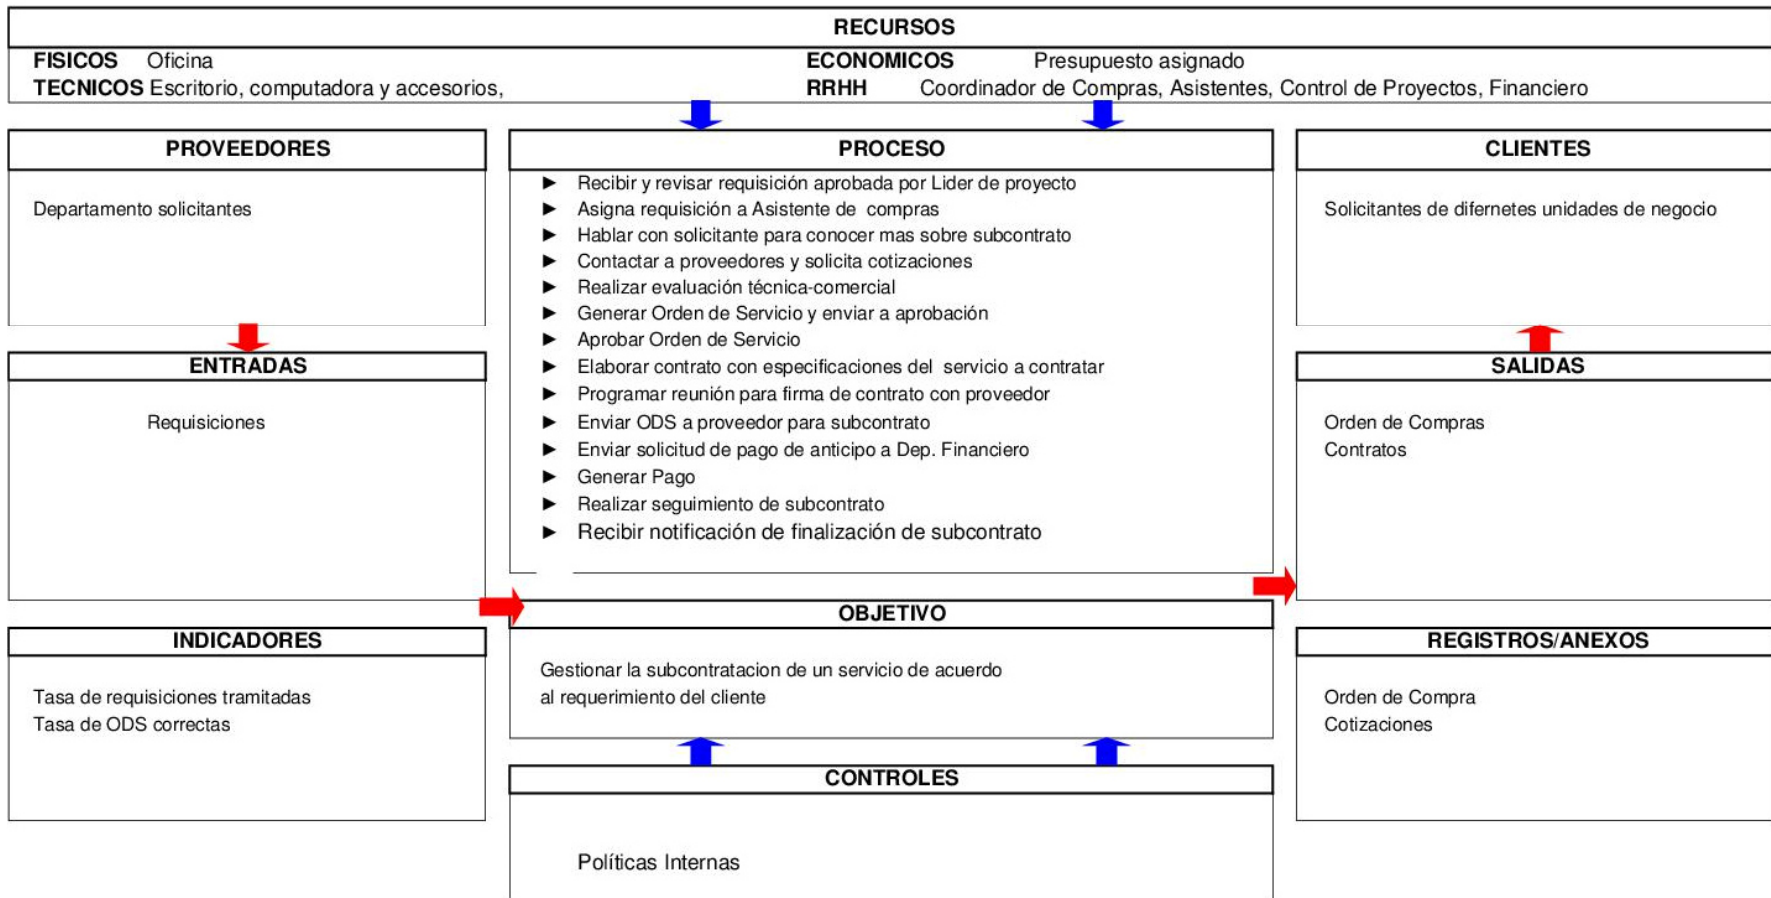 RECURSOS
FISICOS Oficina
ECONOMICOS Presupuesto asignado
TECNICOS Escritorio, computadora y accesorios,
RRHH Coordinador de Compras, Asistentes, Control de Proyectos, Financiero
PROVEEDORES
Departamento solicitantes
ENTRADAS
Requisiciones
INDICADORES
Tasa de requisiciones tramitadas
Tasa de ODS correctas
PROCESO
► Recibir y revisar requisición aprobada por Lider de proyecto
► Asigna requisición a Asistente de compras
► Hablar con solicitante para conocer mas sobre subcontrato
► Contactar a proveedores y solicita cotizaciones
► Realizar evaluación técnica-comercial
► Generar Orden de Servicio y enviar a aprobación
► Aprobar Orden de Servicio
► Elaborar contrato con especificaciones del servicio a contratar
► Programar reunión para firma de contrato con proveedor
► Enviar ODS a proveedor para subcontrato
► Enviar solicitud de pago de anticipo a Dep. Financiero
► Generar Pago
► Realizar seguimiento de subcontrato
► Recibir notificación de finalización de subcontrato
OBJETIVO
Gestionar la subcontratacion de un servicio de acuerdo
al requerimiento del cliente
CONTROLES
Políticas Internas
CLIENTES
Solicitantes de difernetes unidades de negocio
SALIDAS
Orden de Compras
Contratos
REGISTROS/ANEXOS
Orden de Compra
Cotizaciones